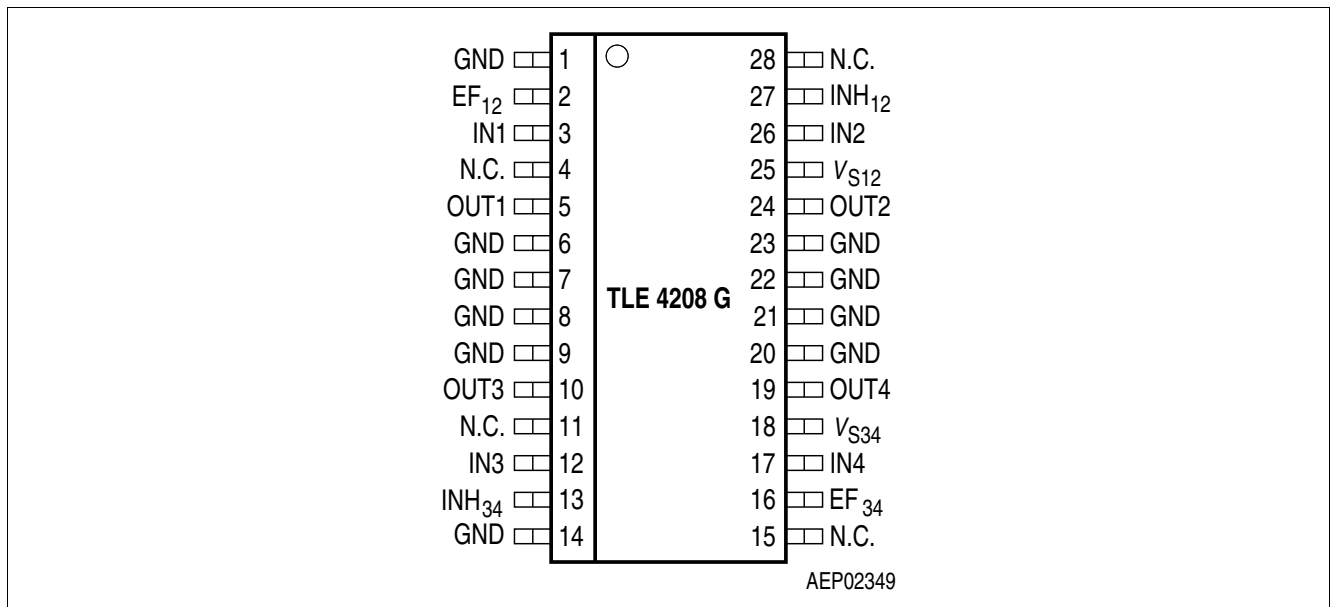 GND 1 28 N.C.
EF12 2 27 INH12
IN1 3 26 IN2
N.C. 4 25 VS12
OUT1 5 24 OUT2
GND 6 23 GND
GND 7 22 GND
TLE 4208 G
GND 8 21 GND
GND 9 20 GND
OUT3 10 19 OUT4
N.C. 11 18 VS34
IN3 12 17 IN4
INH34 13 16 EF34
GND 14 15 N.C.
AEP02349